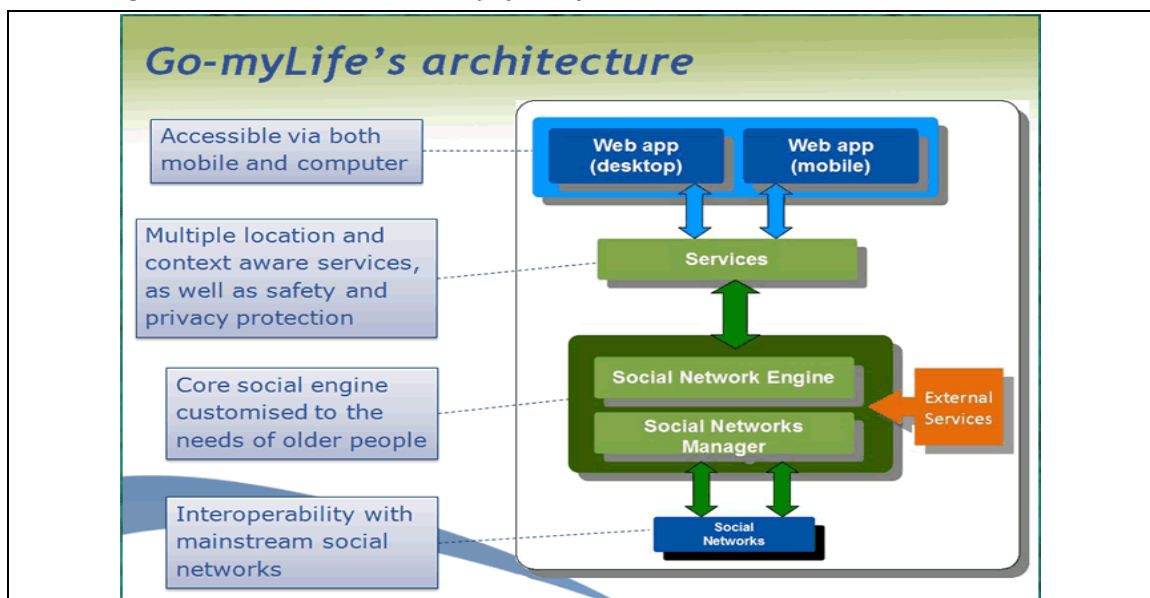 Go-myLife's architecture
Accessible via both
mobile and computer
Web app
(desktop)
Web app
(mobile)
Multiple location and
context aware services,
as well as safety and
privacy protection
Services
Core social engine
customised to the
needs of older people
Social Network Engine
Social Networks
Manager
External
Services
Interoperability with
mainstream social
networks
Social
Networks